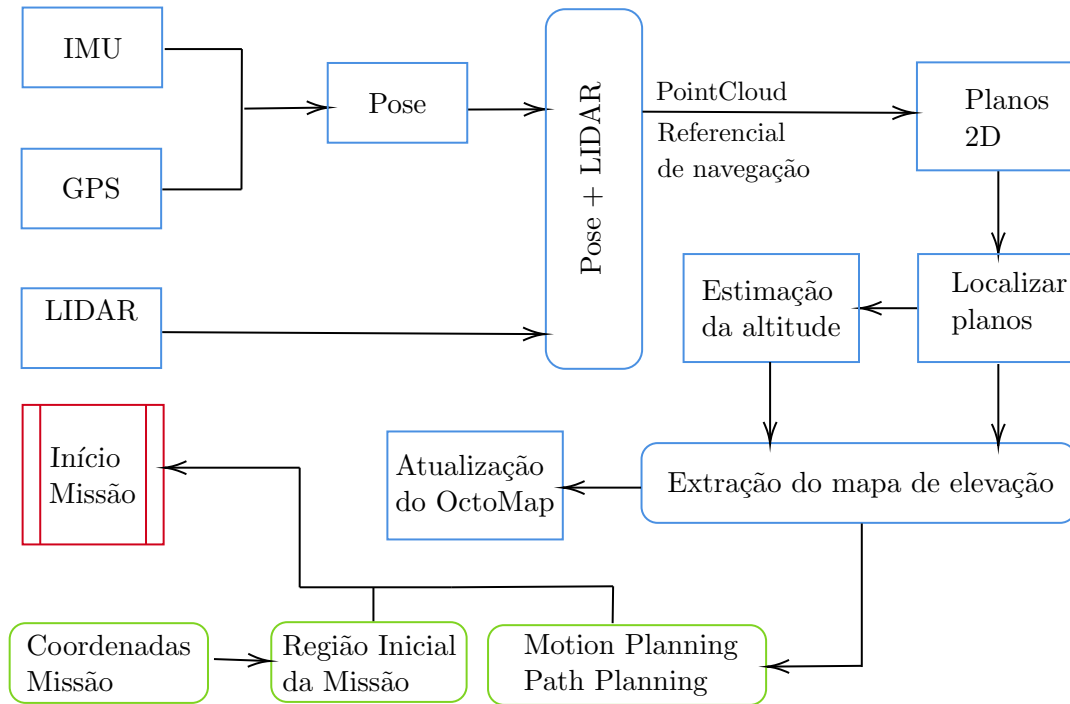 IMU
GPS
LIDAR
Pose
Pose + LIDAR
PointCloud
Referencial
de navegação
Planos
2D
Localizar
planos
Estimação
da altitude
Extração do mapa de elevação
Atualização
do OctoMap
Início
Missão
Coordenadas
Missão
Região Inicial
da Missão
Motion Planning
Path Planning